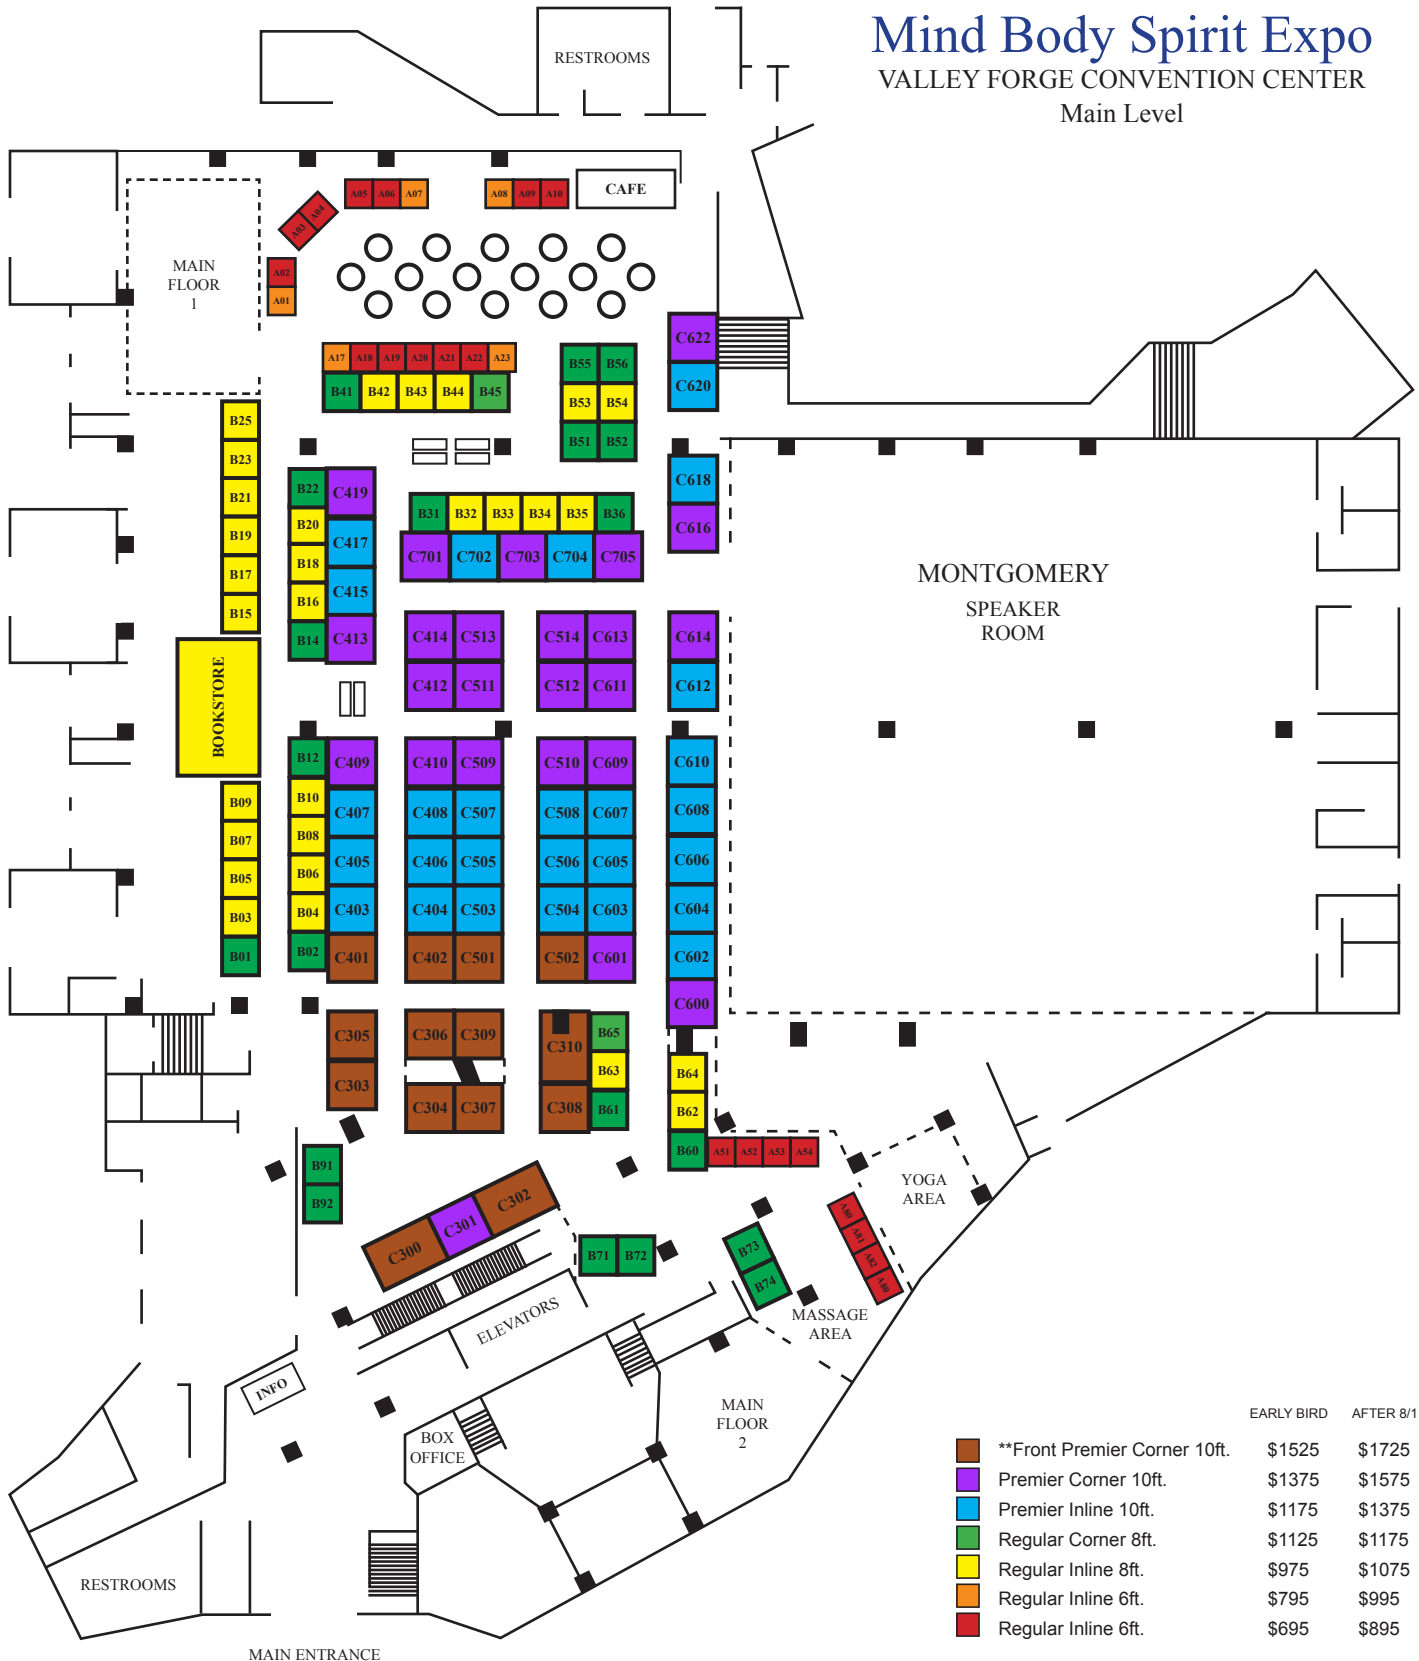 Mind Body Spirit Expo
VALLEY FORGE CONVENTION CENTER
Main Level
RESTROOMS
CAFE
A05 A06 A07
A08 A09 A10
A03 A04
MAIN
FLOOR
1
A02
A01
C622
C620
A17 A18 A19 A20 A21 A22 A23
B41 B42 B43 B44 B45
B55 B56
B53 B54
B51 B52
B25
B23
B21
B19
B17
B15
B22
B20
B18
B16
B14
C419
C417
C415
C413
B31 B32 B33 B34 B35 B36
C701 C702 C703 C704 C705
C618
C616
MONTGOMERY
SPEAKER
ROOM
C414 C513
C412 C511
C514 C613
C512 C611
C614
C612
BOOKSTORE
B09
B07
B05
B03
B01
B12
B10
B08
B06
B04
B02
C409
C407
C405
C403
C401
C410 C509
C408 C507
C406 C505
C404 C503
C402 C501
C510 C609
C508 C607
C506 C605
C504 C603
C502 C601
C610
C608
C606
C604
C602
C600
C305
C303
C306 C309
C304 C307
C310
C308
B65
B63
B61
B64
B62
B60
A51 A52 A53 A54
B91
B92
C300 C301 C302
YOGA
AREA
A80
A81
A82
A80
B71 B72
B73
B74
MASSAGE
AREA
ELEVATORS
INFO
BOX
OFFICE
MAIN
FLOOR
2
RESTROOMS
MAIN ENTRANCE
EARLY BIRD AFTER 8/1
**Front Premier Corner 10ft. $1525 $1725
Premier Corner 10ft. $1375 $1575
Premier Inline 10ft. $1175 $1375
Regular Corner 8ft. $1125 $1175
Regular Inline 8ft. $975 $1075
Regular Inline 6ft. $795 $995
Regular Inline 6ft. $695 $895